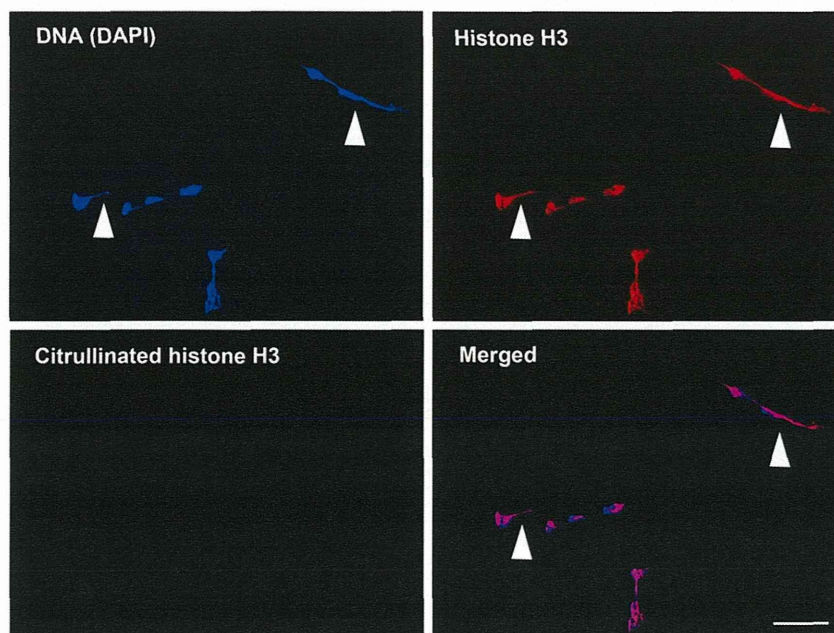 DNA (DAPI)
Histone H3
Citrullinated histone H3
Merged